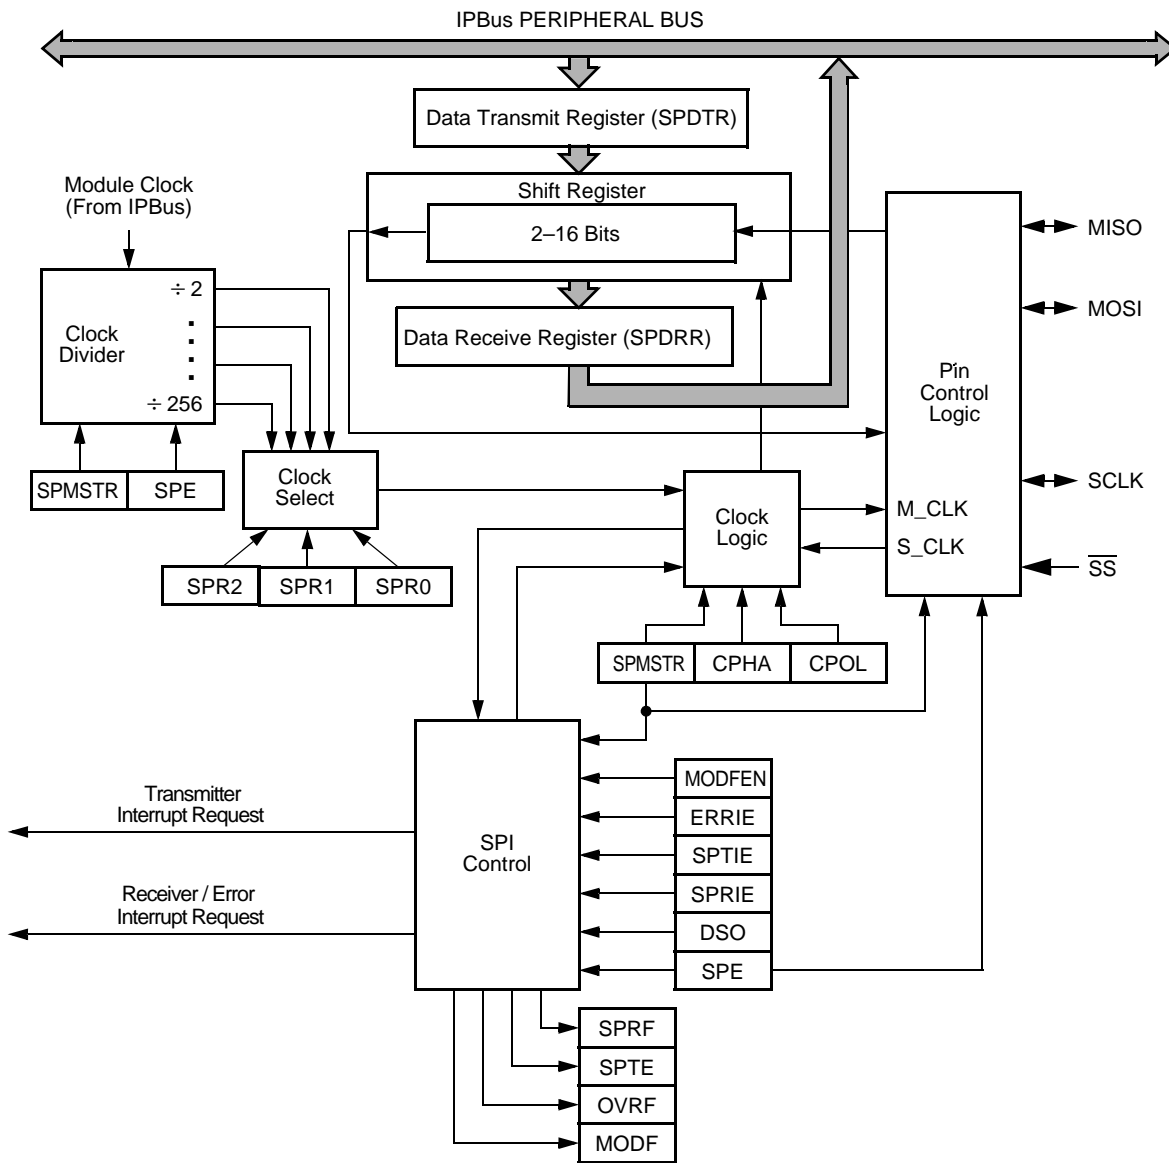 IPBus PERIPHERAL BUS
Data Transmit Register (SPDTR)
Shift Register
2–16 Bits
Data Receive Register (SPDRR)
Module Clock
(From IPBus)
Clock
Divider
÷ 2
÷ 256
SPMSTR
SPE
Clock
Select
SPR2
SPR1
SPR0
Clock
Logic
Pin
Control
Logic
M_CLK
S_CLK
MISO
MOSI
SCLK
SS
SPMSTR
CPHA
CPOL
SPI
Control
MODFEN
ERRIE
SPTIE
SPRIE
DSO
SPE
Transmitter
Interrupt Request
Receiver / Error
Interrupt Request
SPRF
SPTE
OVRF
MODF